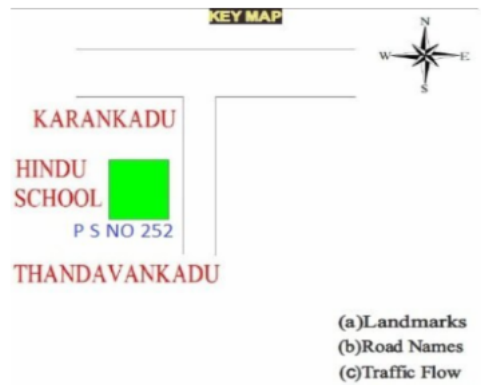 KEY MAP
N
W E
S
KARANKADU
HINDU
SCHOOL
P S NO 252
THANDAVANKADU
(a)Landmarks
(b)Road Names
(c)Traffic Flow